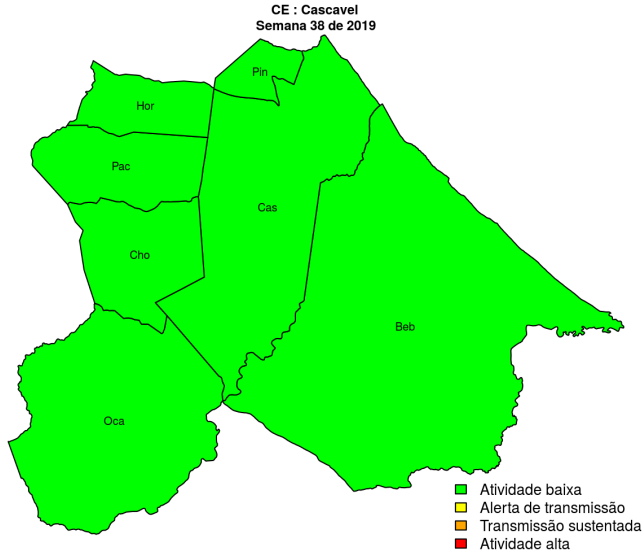 CE : Cascavel
Semana 38 de 2019
Pin
Hor
Pac
Cas
Cho
Beb
Oca
Atividade baixa
Alerta de transmissão
Transmissão sustentada
Atividade alta